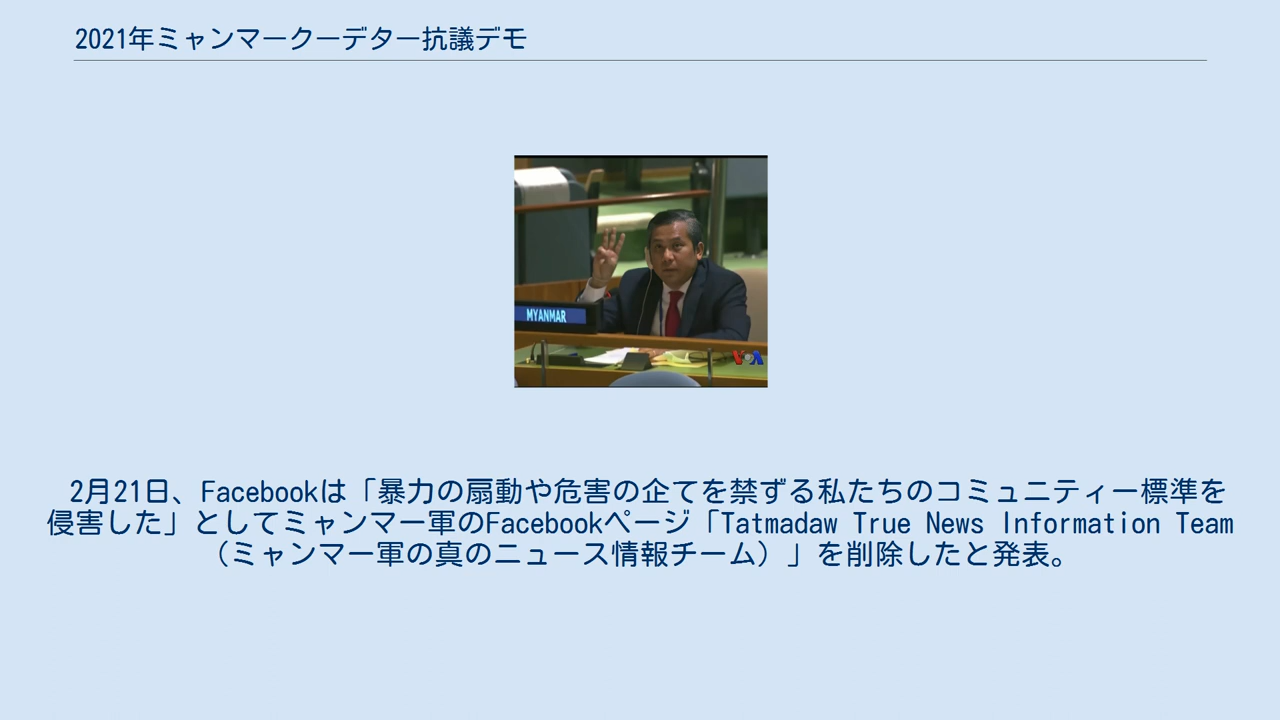 2021年ミャンマークーデター抗議デモ
MYANMAR
VOA
2月21日、Facebookは「暴力の扇動や危害の企てを禁ずる私たちのコミュニティー標準を
侵害した」としてミャンマー軍のFacebookページ「Tatmadaw True News Information Team
（ミャンマー軍の真のニュース情報チーム）」を削除したと発表。